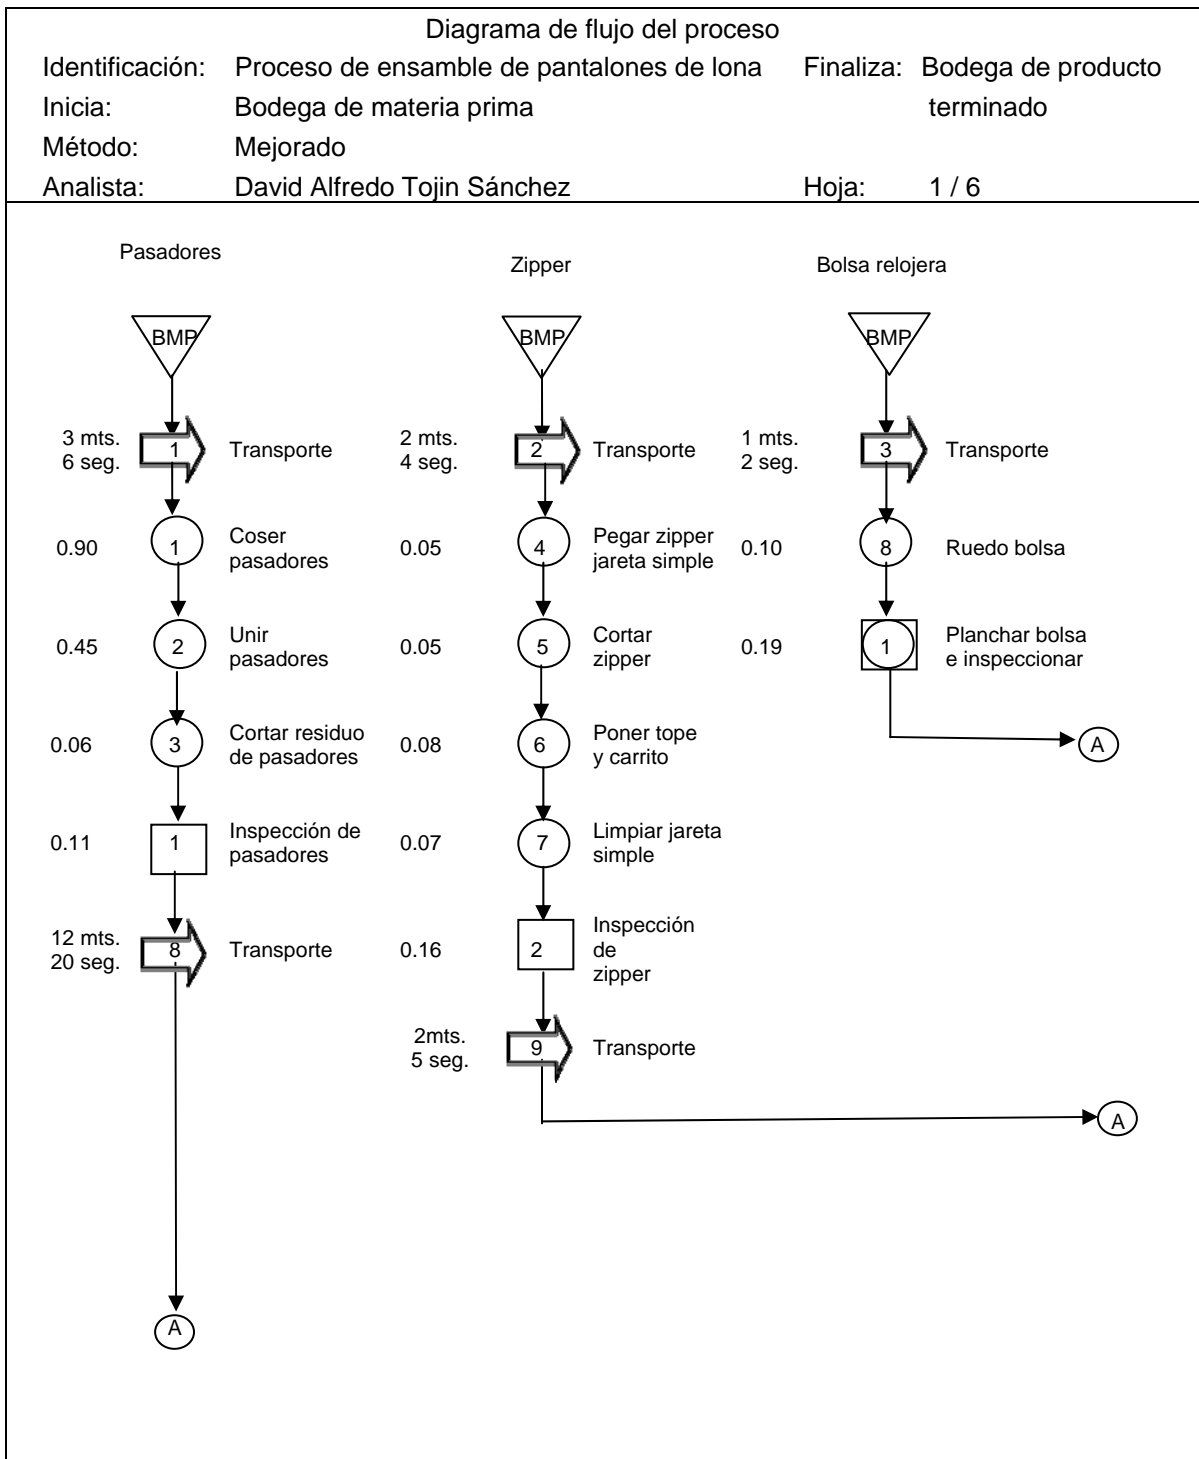 Diagrama de flujo del proceso
Identificación: Proceso de ensamble de pantalones de lona Finaliza: Bodega de producto
Inicia: Bodega de materia prima terminado
Método: Mejorado
Analista: David Alfredo Tojin Sánchez Hoja: 1 / 6
Pasadores
BMP
3 mts.
6 seg.
1
Transporte
0.90
1
Coser
pasadores
0.45
2
Unir
pasadores
0.06
3
Cortar residuo
de pasadores
0.11
1
Inspección de
pasadores
12 mts.
20 seg.
8
Transporte
A
Zipper
BMP
2 mts.
4 seg.
2
Transporte
0.05
4
Pegar zipper
jareta simple
0.05
5
Cortar
zipper
0.08
6
Poner tope
y carrito
0.07
7
Limpiar jareta
simple
0.16
2
Inspección
de
zipper
2mts.
5 seg.
9
Transporte
A
Bolsa relojera
BMP
1 mts.
2 seg.
3
Transporte
0.10
8
Ruedo bolsa
0.19
1
Planchar bolsa
e inspeccionar
A